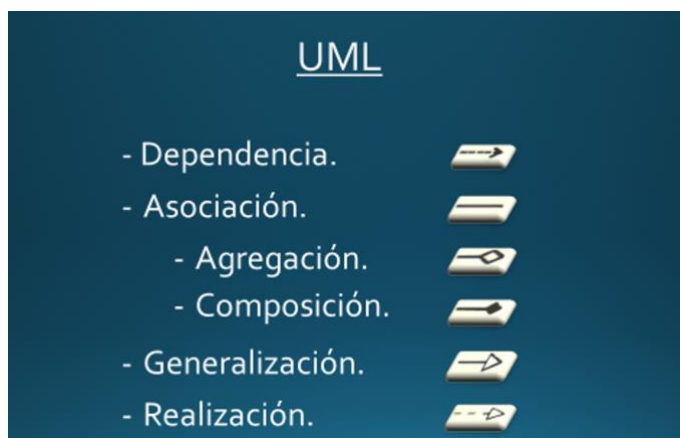 UML
- Dependencia.
- Asociación.
- Agregación.
- Composición.
- Generalización.
- Realización.